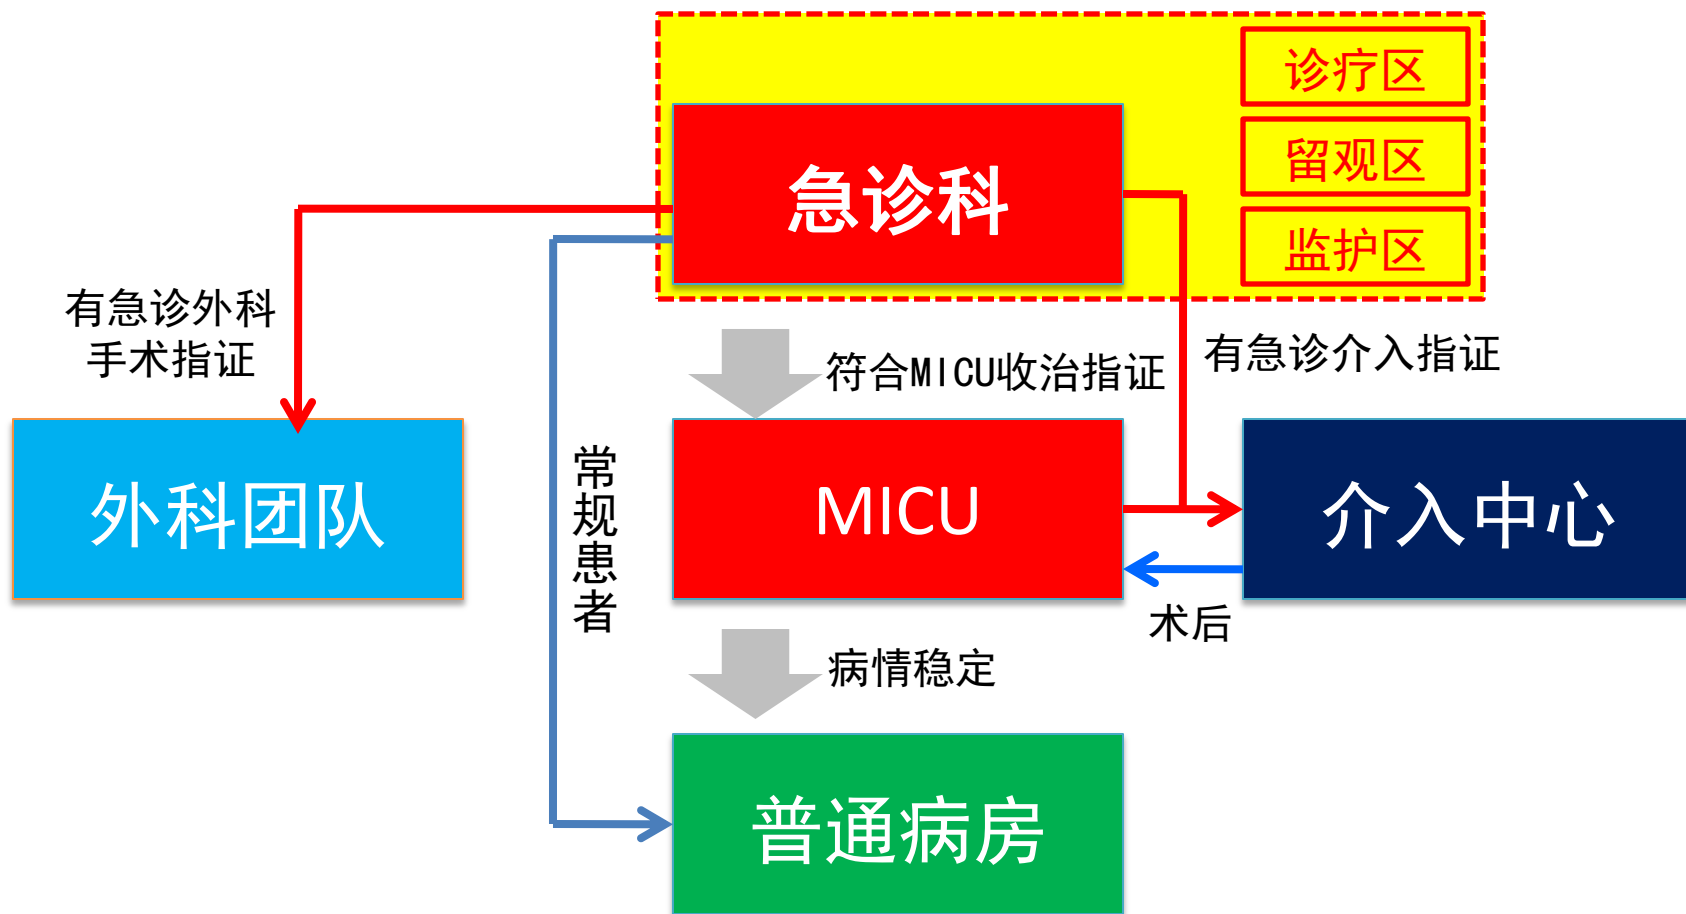 诊疗区
急诊科
留观区
监护区
有急诊外科
手术指证
符合MICU收治指证
有急诊介入指证
外科团队
常规患者
MICU
介入中心
术后
病情稳定
普通病房